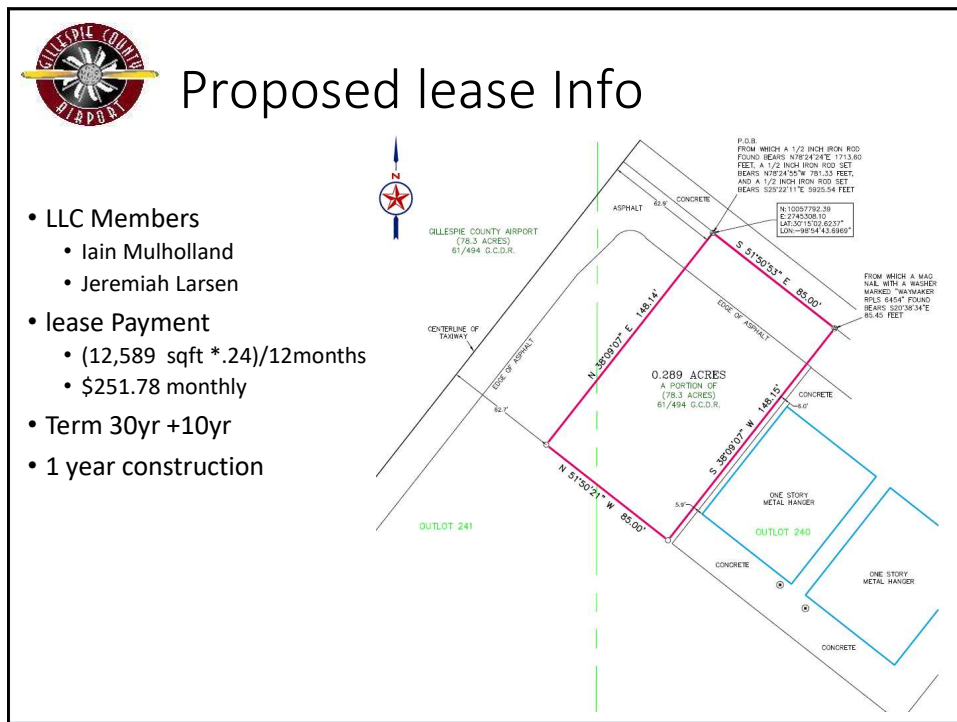 GILLESPIE COUNTY
AIRPORT
Proposed lease Info
• LLC Members
• Iain Mulholland
• Jeremiah Larsen
• lease Payment
• (12,589 sqft *.24)/12months
• $251.78 monthly
• Term 30yr +10yr
• 1 year construction
N
GILLESPIE COUNTY AIRPORT
(78.3 ACRES)
61/494 G.C.D.R.
P.O.B.
FROM WHICH A 1/2 INCH IRON ROD
FOUND BEARS N78°24'24"E 1713.60
FEET, A 1/2 INCH IRON ROD SET
BEARS N78°24'55"W 781.33 FEET,
AND A 1/2 INCH IRON ROD SET
BEARS S25°22'11"E 5925.54 FEET
CONCRETE
ASPHALT
62.9'
N:10057792.39
E:2745308.10
LAT:30°15'02.6237"
LON:-98°54'43.6969"
S 51°50'53" E 85.00'
FROM WHICH A MAG
NAIL WITH A WASHER
MARKED "WAYMAKER
RPLS 6454" FOUND
BEARS S20°38'34"E
85.45 FEET
EDGE OF ASPHALT
N 38°09'07" E 148.14'
CENTERLINE OF
TAXIWAY
EDGE OF ASPHALT
0.289 ACRES
A PORTION OF
(78.3 ACRES)
61/494 G.C.D.R.
62.7'
S 38°09'07" W 148.15'
CONCRETE
6.0'
N 51°50'21" W 85.00'
5.9'
ONE STORY
METAL HANGER
OUTLOT 241
OUTLOT 240
CONCRETE
ONE STORY
METAL HANGER
CONCRETE